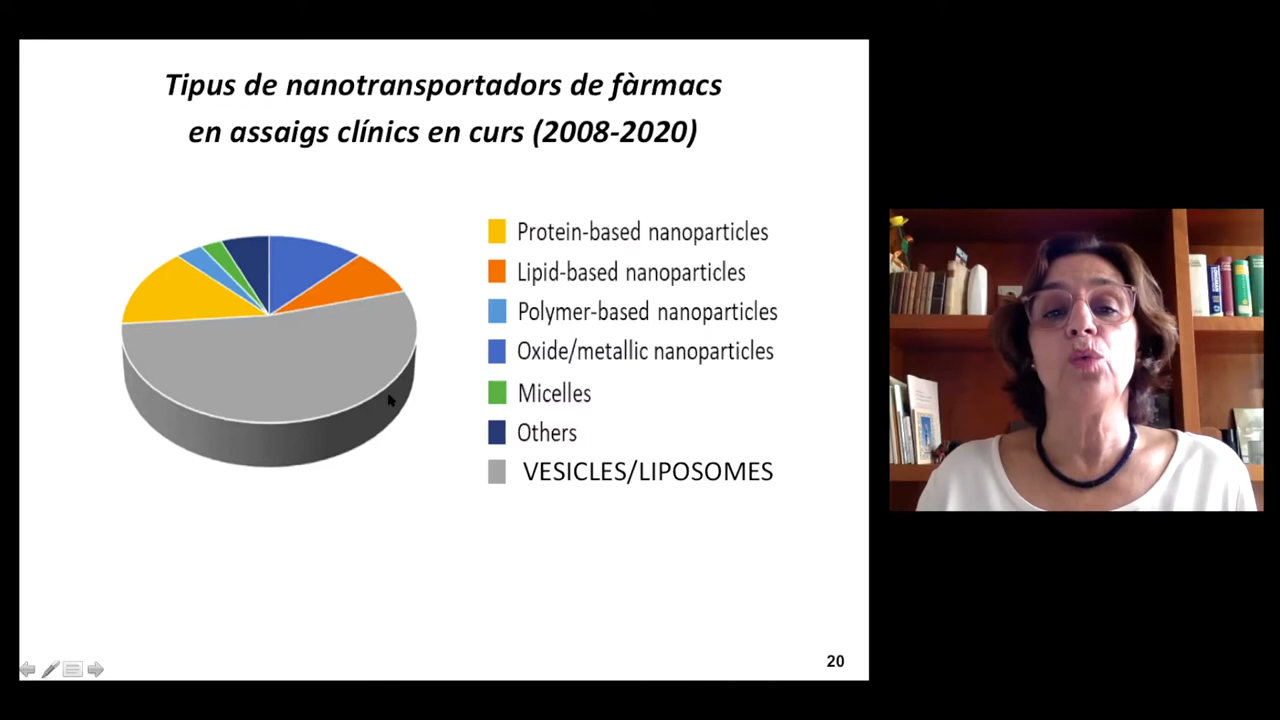 Tipus de nanotransportadors de fàrmacs
en assaigs clínics en curs (2008-2020)
Protein-based nanoparticles
Lipid-based nanoparticles
Polymer-based nanoparticles
Oxide/metallic nanoparticles
Micelles
Others
VESICLES/LIPOSOMES
20